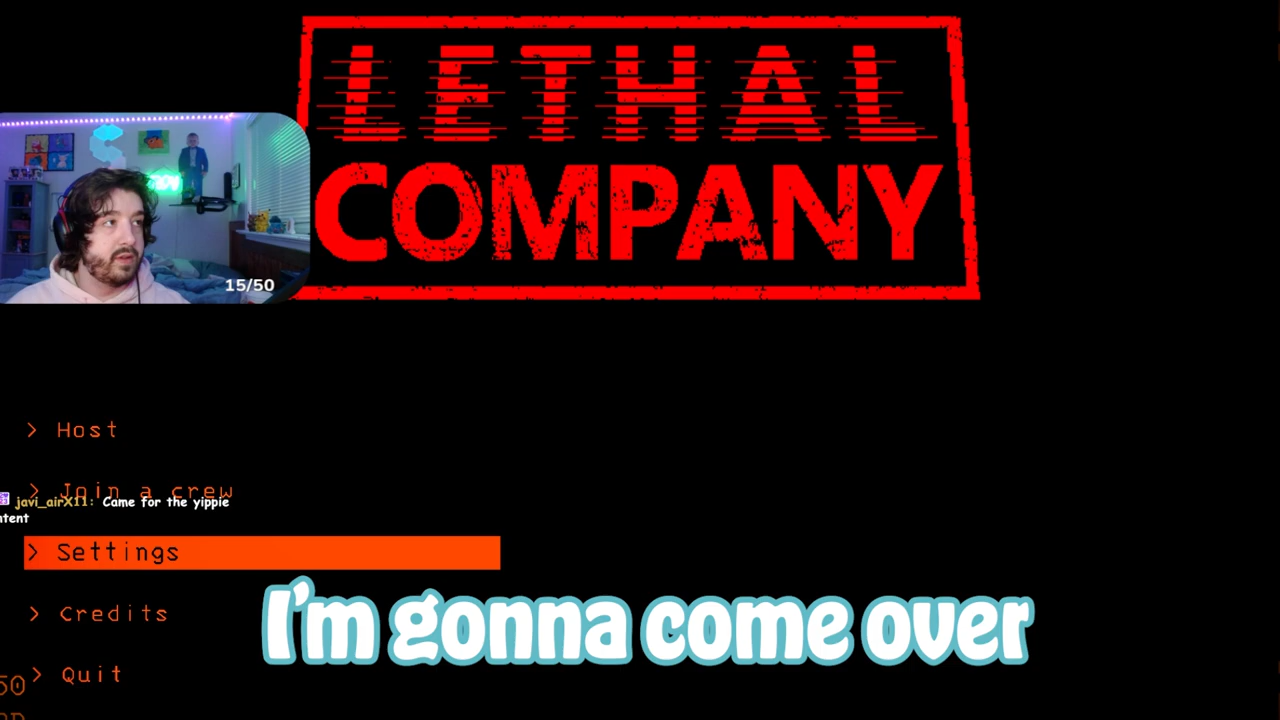 LETHAL
COMPANY
15/50
> Host
> Join a crew
javi_airX11: Came for the yippie
ntent
> Settings
I'm gonna come over
> Credits
> Quit
50